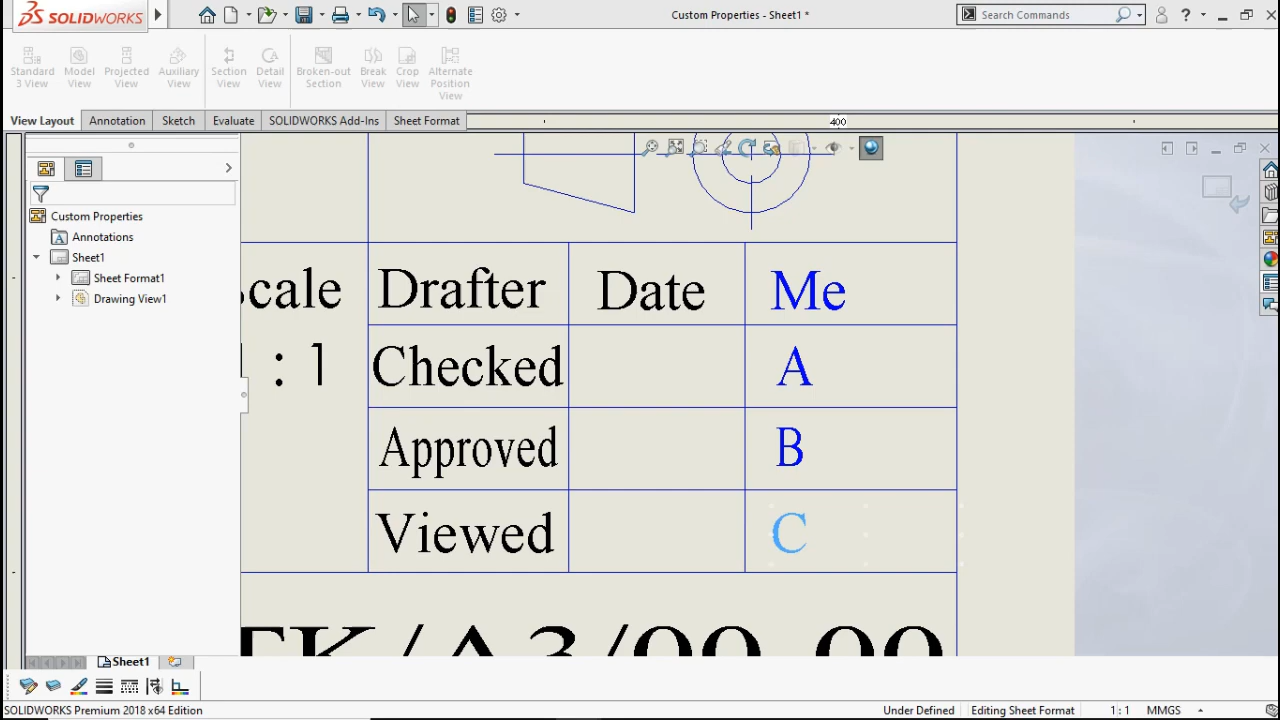 SOLIDWORKS
Custom Properties - Sheet1 *
Search Commands
?
Standard 3 View
Model View
Projected View
Auxiliary View
Section View
Detail View
Broken-out Section
Break View
Crop View
Alternate Position View
View Layout
Annotation
Sketch
Evaluate
SOLIDWORKS Add-Ins
Sheet Format
400
Custom Properties
Annotations
Sheet1
Sheet Format1
Drawing View1
Drafter
Date
Me
: 1
Checked
A
Approved
B
Viewed
C
Sheet1
SOLIDWORKS Premium 2018 x64 Edition
Under Defined
Editing Sheet Format
1 : 1
MMGS